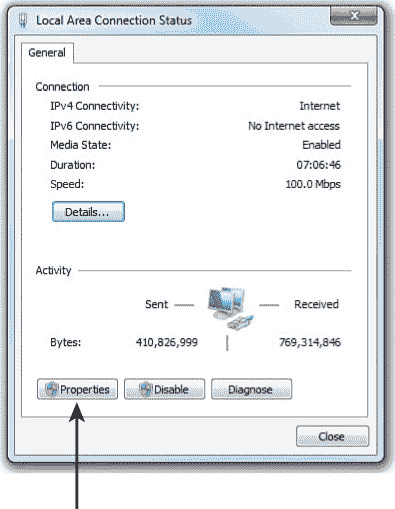 Local Area Connection Status
General
Connection
IPv4 Connectivity: Internet
IPv6 Connectivity: No Internet access
Media State: Enabled
Duration: 07:06:46
Speed: 100.0 Mbps
Details...
Activity
Sent Received
Bytes: 410,826,999 769,314,846
Properties Disable Diagnose
Close